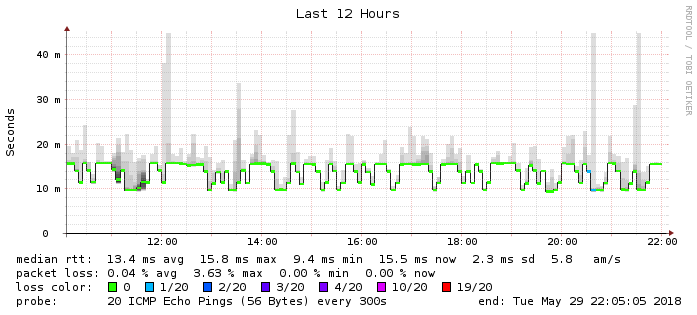 Last 12 Hours
RRDTOOL / TOBI OETIKER
Seconds
40 m
30 m
20 m
10 m
0
12:00 14:00 16:00 18:00 20:00 22:00
median rtt: 13.4 ms avg 15.8 ms max 9.4 ms min 15.5 ms now 2.3 ms sd 5.8 am/s
packet loss: 0.04 % avg 3.63 % max 0.00 % min 0.00 % now
loss color: 0 1/20 2/20 3/20 4/20 10/20 19/20
probe: 20 ICMP Echo Pings (56 Bytes) every 300s end: Tue May 29 22:05:05 2018